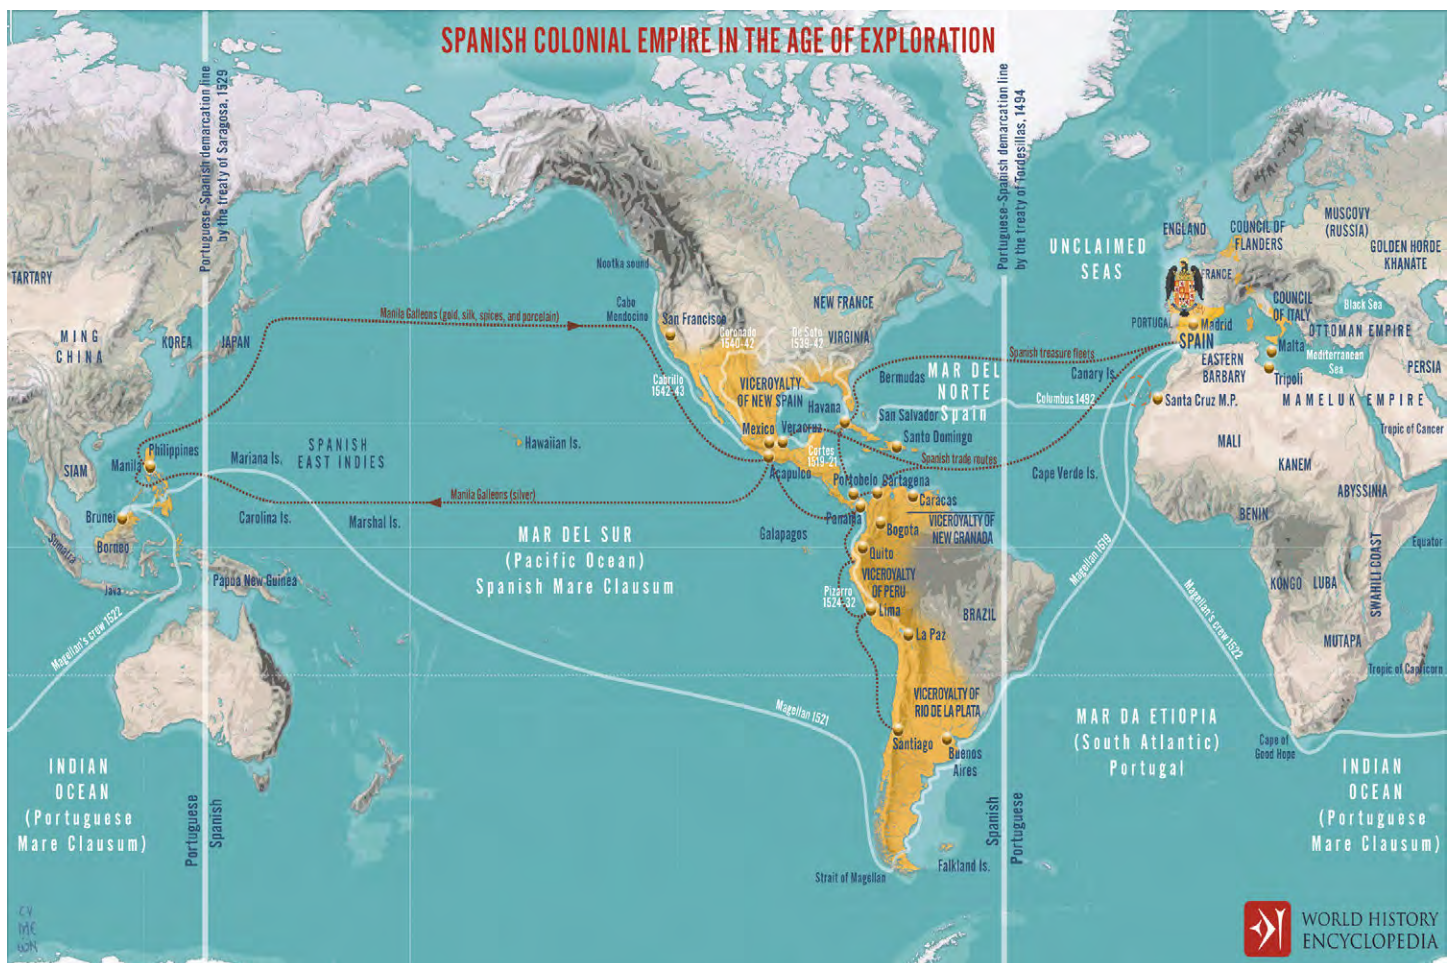 SPANISH COLONIAL EMPIRE IN THE AGE OF EXPLORATION
Portuguese-Spanish demarcation line
by the treaty of Saragosa, 1529
Portuguese-Spanish demarcation line
by the treaty of Tordesillas, 1494
UNCLAIMED
SEAS
ENGLAND
COUNCIL OF
FLANDERS
MUSCOVY
(RUSSIA)
GOLDEN HORDE
KHANATE
FRANCE
TARTARY
Nootka sound
Cabo
Mendocino
NEW FRANCE
COUNCIL
OF ITALY
Black Sea
MING
CHINA
KOREA
JAPAN
Manila Galleons (gold, silk, spices, and porcelain)
San Francisco
Coronado
1540-42
De Soto
1539-42
VIRGINIA
PORTUGAL
Madrid
SPAIN
OTTOMAN EMPIRE
Malta
Mediterranean
Sea
PERSIA
Spanish treasure fleets
EASTERN
BARBARY
Tripoli
Cabrillo
1542-43
VICEROYALTY
OF NEW SPAIN
Bermudas
MAR DEL
NORTE
Spain
Canary Is.
Columbus 1492
Santa Cruz M.P.
MAMELUK EMPIRE
Havana
San Salvador
Tropic of Cancer
Mexico
Veracruz
Santo Domingo
Hawaiian Is.
SPANISH
EAST INDIES
Mariana Is.
Philippines
Manila
SIAM
Cortes
1519-21
Spanish trade routes
MALI
KANEM
Cape Verde Is.
Acapulco
Portobelo
Cartagena
Caracas
ABYSSINIA
Manila Galleons (silver)
Carolina Is.
Marshal Is.
Brunei
Borneo
Sumatra
Java
Panama
Bogota
VICEROYALTY OF
NEW GRANADA
BENIN
Galapagos
MAR DEL SUR
(Pacific Ocean)
Spanish Mare Clausum
Quito
Equator
Papua New Guinea
VICEROYALTY
OF PERU
Pizarro
1524-32
Lima
BRAZIL
Magellan 1519
Magellan's crew 1522
KONGO
LUBA
SWAHILI COAST
Magellan's crew 1522
La Paz
MUTAPA
Tropic of Capricorn
VICEROYALTY OF
RIO DE LA PLATA
Magellan 1521
Santiago
Buenos
Aires
MAR DA ETIOPIA
(South Atlantic)
Portugal
Cape of
Good Hope
INDIAN
OCEAN
(Portuguese
Mare Clausum)
INDIAN
OCEAN
(Portuguese
Mare Clausum)
Portuguese
Spanish
Spanish
Portuguese
Falkland Is.
Strait of Magellan
WORLD HISTORY
ENCYCLOPEDIA